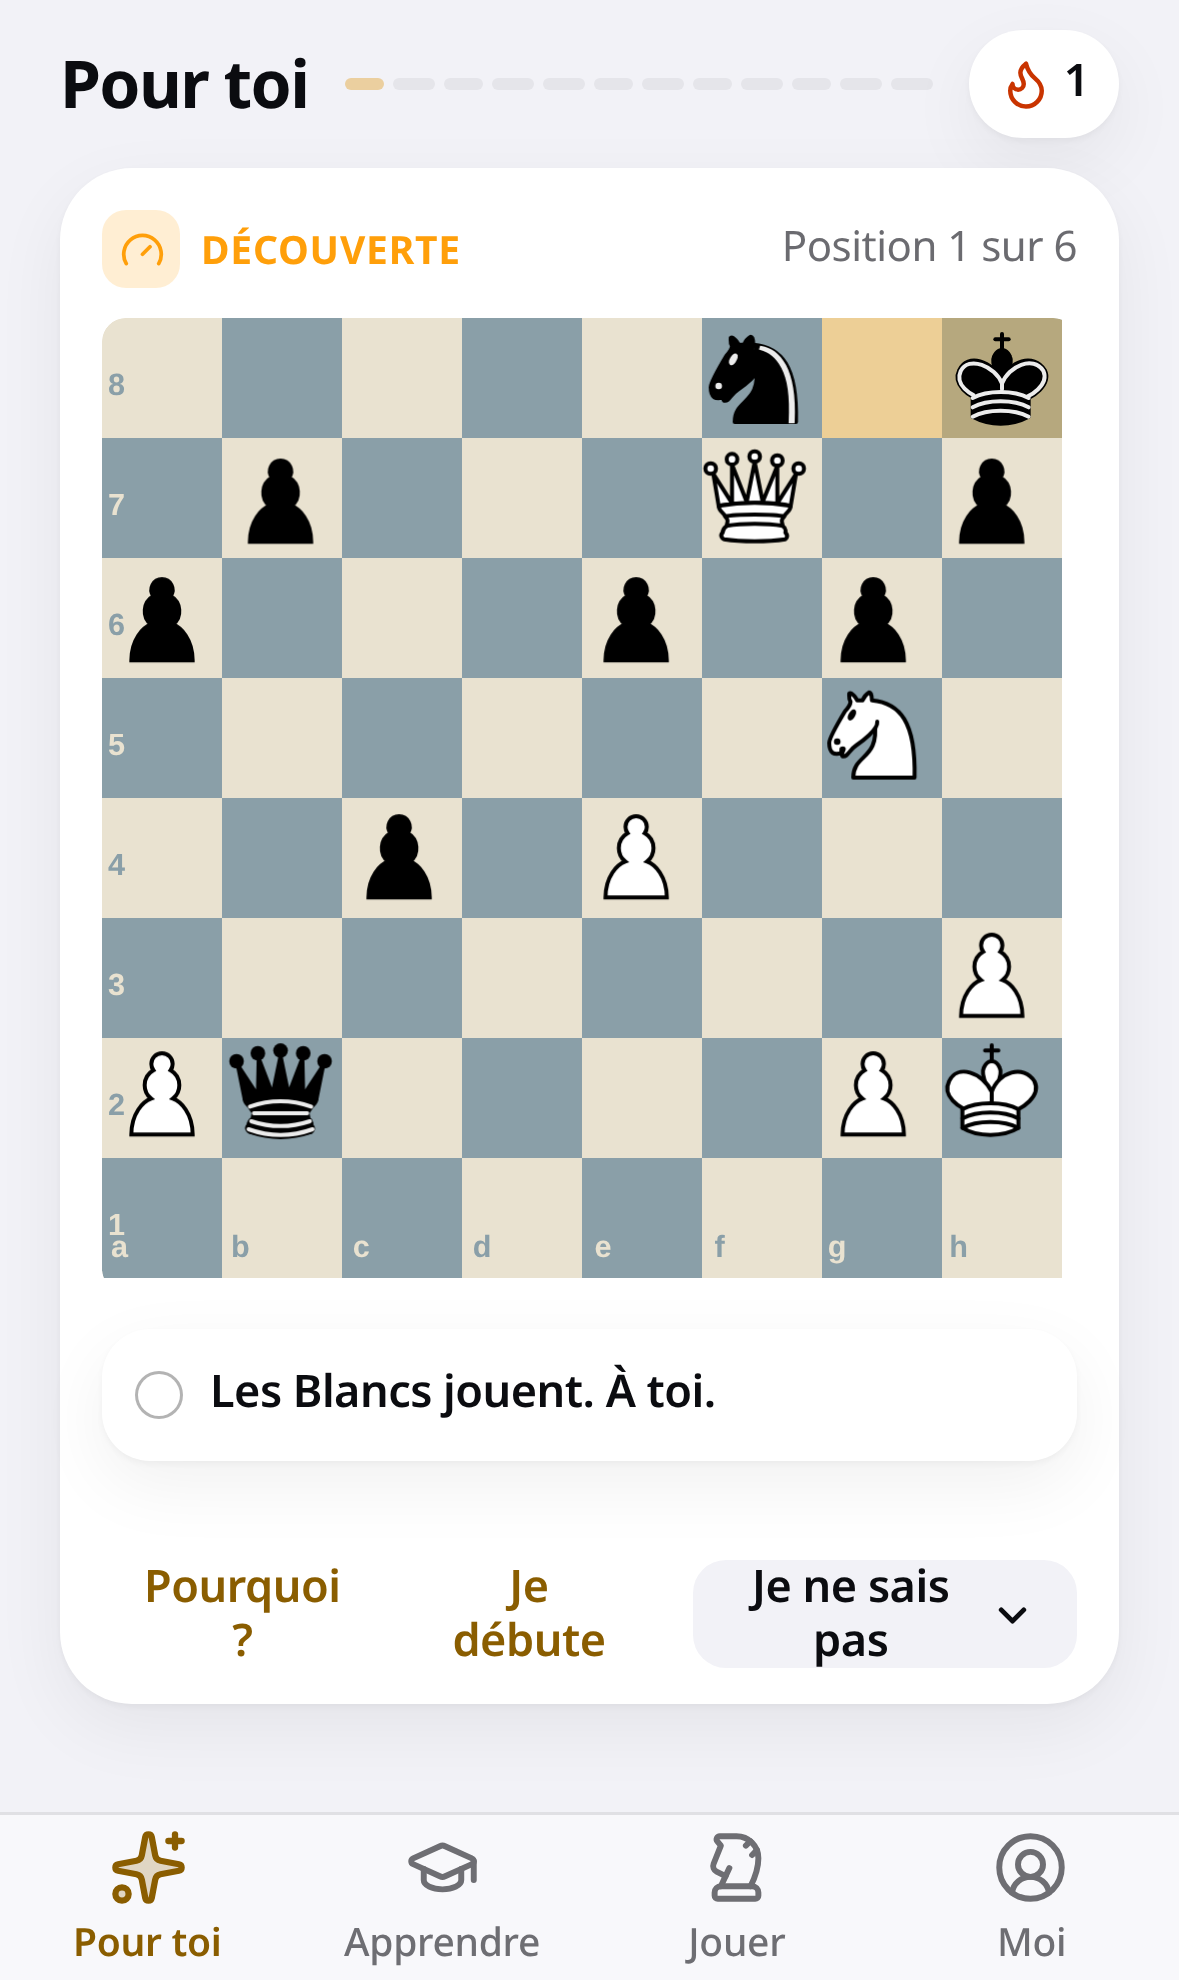 Pour toi
1
DÉCOUVERTE
Position 1 sur 6
8
7
6
5
4
3
2
1
a b c d e f g h
Les Blancs jouent. À toi.
Pourquoi
?
Je
débute
Je ne sais
pas
Pour toi
Apprendre
Jouer
Moi